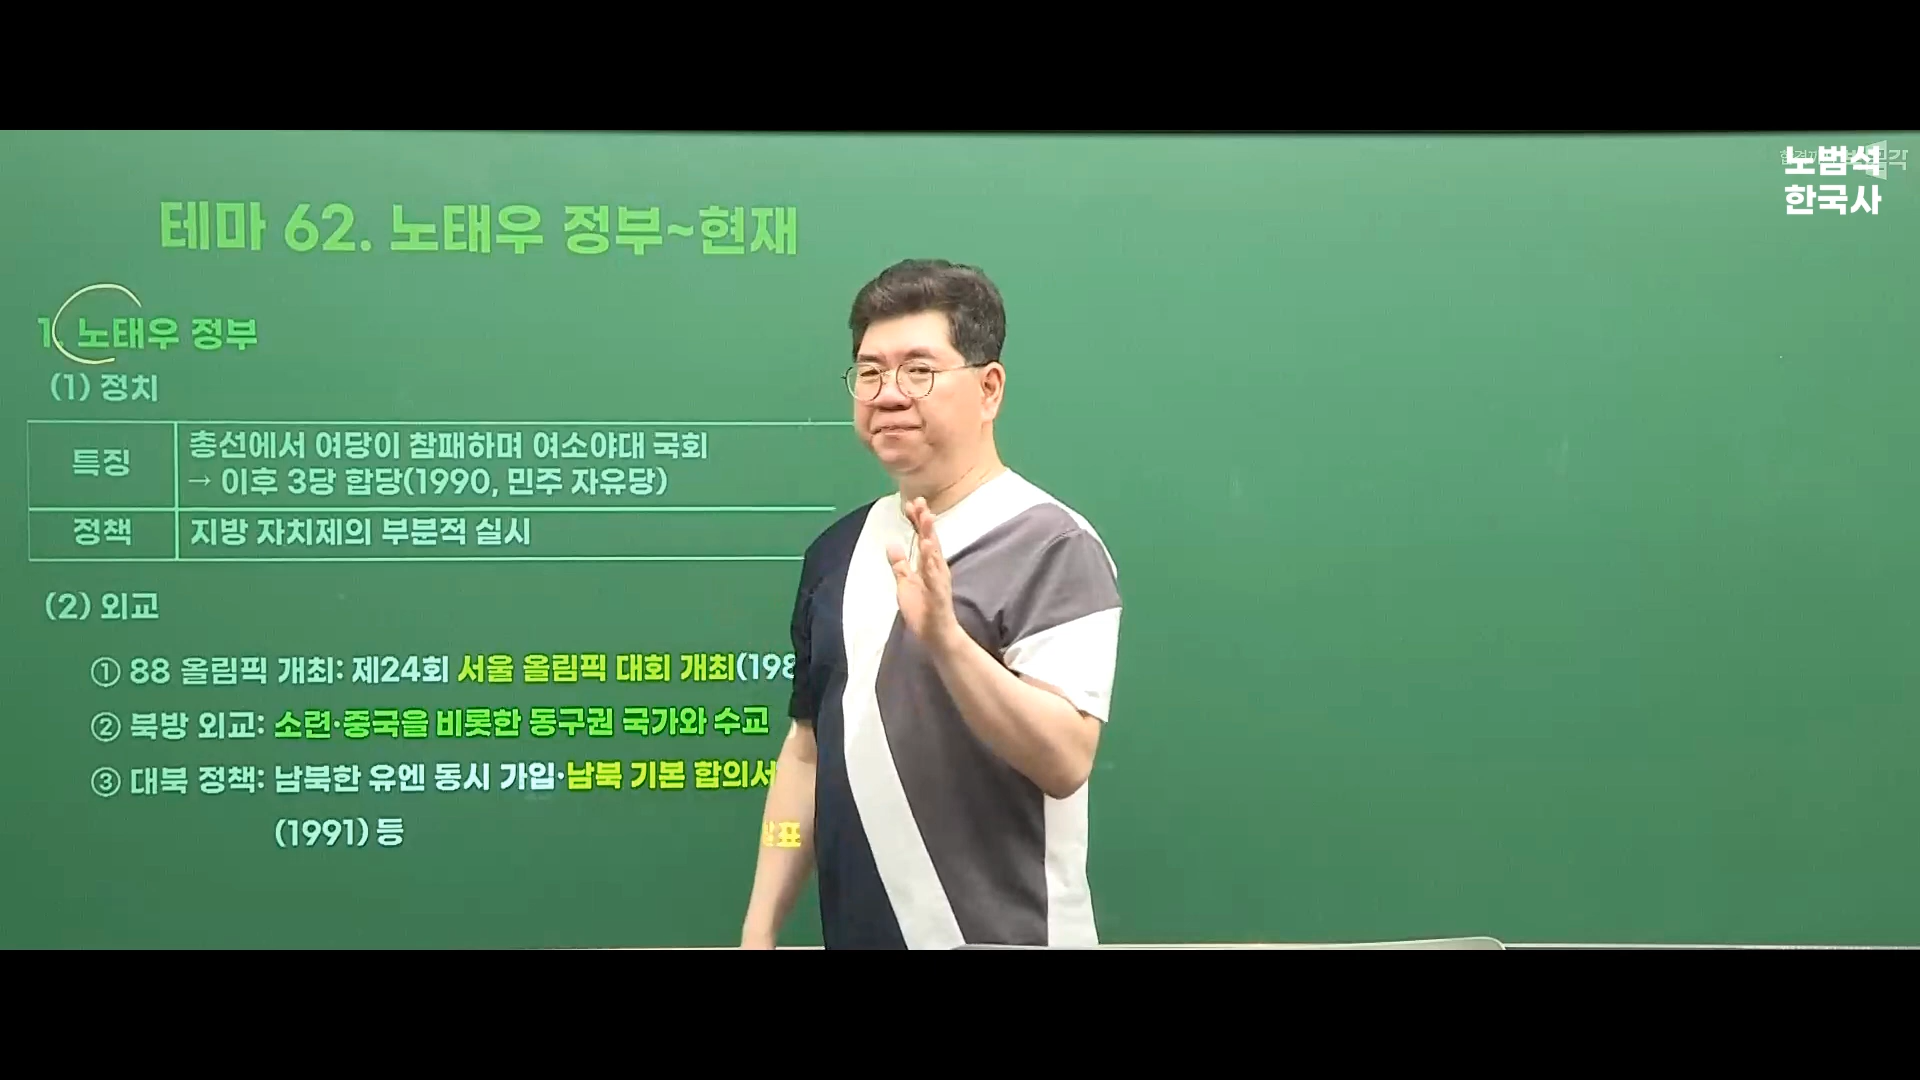 노범석
한국사
테마 62. 노태우 정부~현재
1. 노태우 정부
(1) 정치
특징
총선에서 여당이 참패하며 여소야대 국회
→ 이후 3당 합당(1990, 민주 자유당)
정책
지방 자치제의 부분적 실시
(2) 외교
① 88 올림픽 개최: 제24회 서울 올림픽 대회 개최(198
② 북방 외교: 소련·중국을 비롯한 동구권 국가와 수교
③ 대북 정책: 남북한 유엔 동시 가입·남북 기본 합의서
(1991) 등